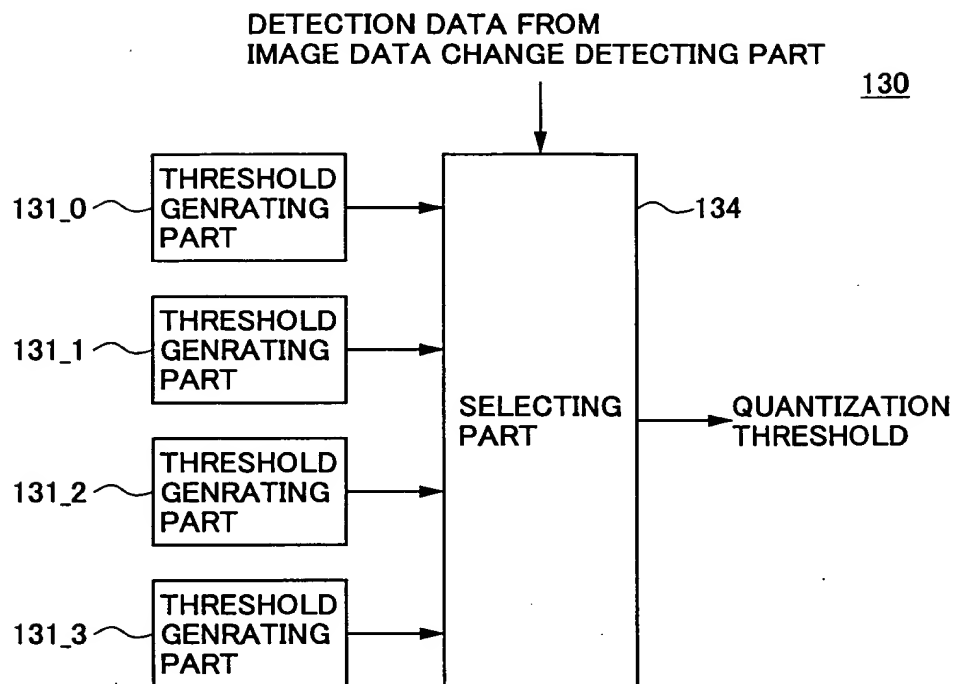 DETECTION DATA FROM
IMAGE DATA CHANGE DETECTING PART
130
131_0
THRESHOLD
GENRATING
PART
134
131_1
THRESHOLD
GENRATING
PART
SELECTING
PART
QUANTIZATION
THRESHOLD
131_2
THRESHOLD
GENRATING
PART
131_3
THRESHOLD
GENRATING
PART